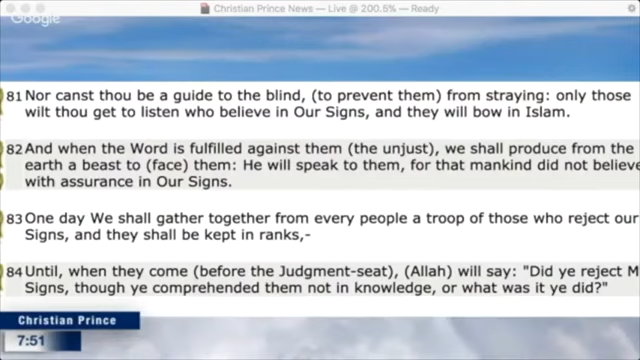 Christian Prince News — Live @ 200.5% — Ready
Google
81 Nor canst thou be a guide to the blind, (to prevent them) from straying: only those
wilt thou get to listen who believe in Our Signs, and they will bow in Islam.
82 And when the Word is fulfilled against them (the unjust), we shall produce from the
earth a beast to (face) them: He will speak to them, for that mankind did not believe
with assurance in Our Signs.
83 One day We shall gather together from every people a troop of those who reject our
Signs, and they shall be kept in ranks,-
84 Until, when they come (before the Judgment-seat), (Allah) will say: "Did ye reject M
Signs, though ye comprehended them not in knowledge, or what was it ye did?"
Christian Prince
7:51